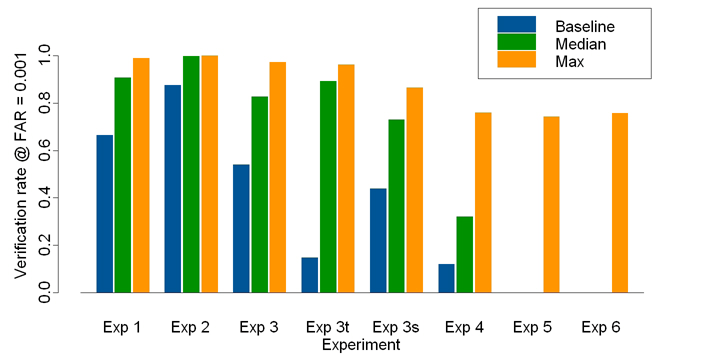 Baseline
Median
Max
Verification rate @ FAR = 0.001
1.0
0.8
0.6
0.4
0.2
0.0
Exp 1 Exp 2 Exp 3 Exp 3t Exp 3s Exp 4 Exp 5 Exp 6
Experiment